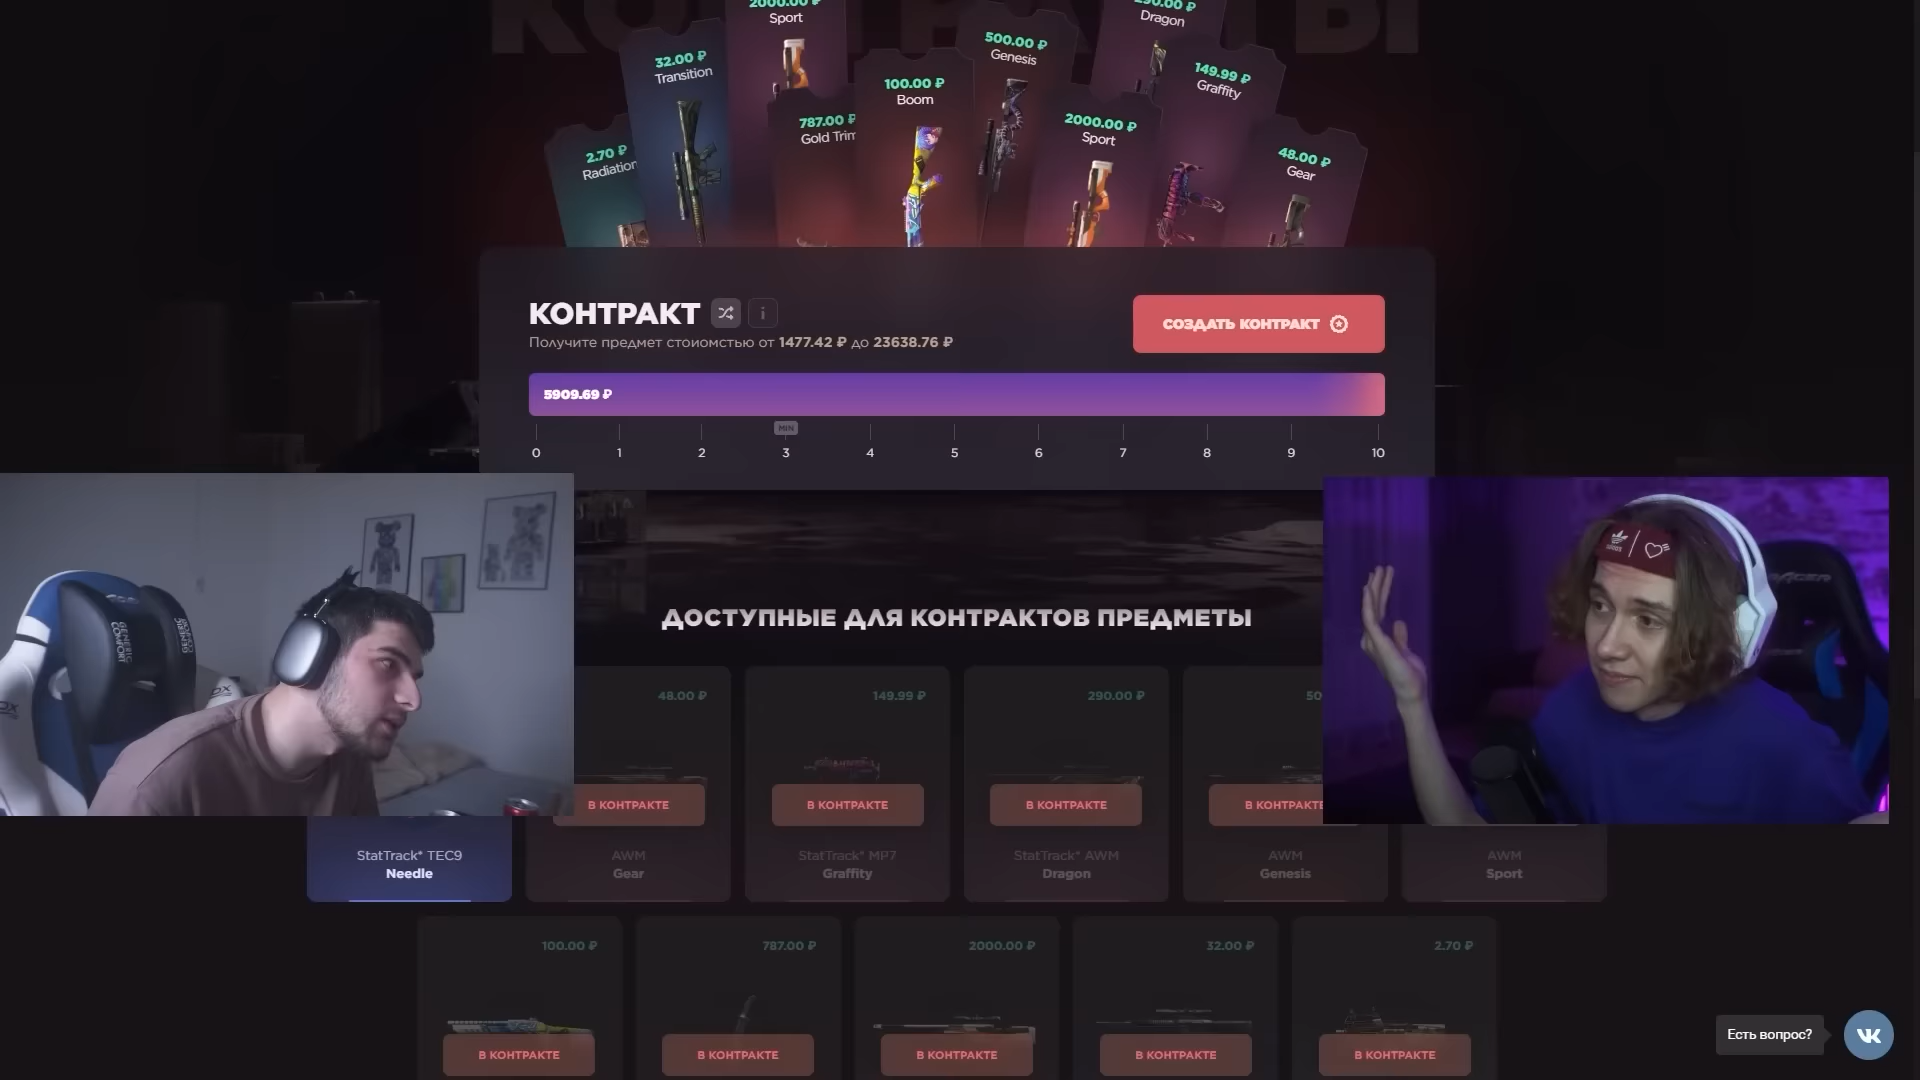 КОНТРАКТЫ
2.70 ₽
Radiation
32.00 ₽
Transition
2000.00 ₽
Sport
787.00 ₽
Gold Trim
100.00 ₽
Boom
500.00 ₽
Genesis
2000.00 ₽
Sport
290.00 ₽
Dragon
149.99 ₽
Graffity
48.00 ₽
Gear
КОНТРАКТ
Получите предмет стоиомстью от 1477.42 ₽ до 23638.76 ₽
СОЗДАТЬ КОНТРАКТ
5909.69 ₽
MIN
0 1 2 3 4 5 6 7 8 9 10
ДОСТУПНЫЕ ДЛЯ КОНТРАКТОВ ПРЕДМЕТЫ
48.00 ₽ 149.99 ₽ 290.00 ₽ 50
В КОНТРАКТЕ В КОНТРАКТЕ В КОНТРАКТЕ В КОНТРАКТЕ
StatTrack* TEC9
Needle
AWM
Gear
StatTrack* MP7
Graffity
StatTrack* AWM
Dragon
AWM
Genesis
AWM
Sport
100.00 ₽ 787.00 ₽ 2000.00 ₽ 32.00 ₽ 2.70 ₽
В КОНТРАКТЕ В КОНТРАКТЕ В КОНТРАКТЕ В КОНТРАКТЕ В КОНТРАКТЕ
Есть вопрос?